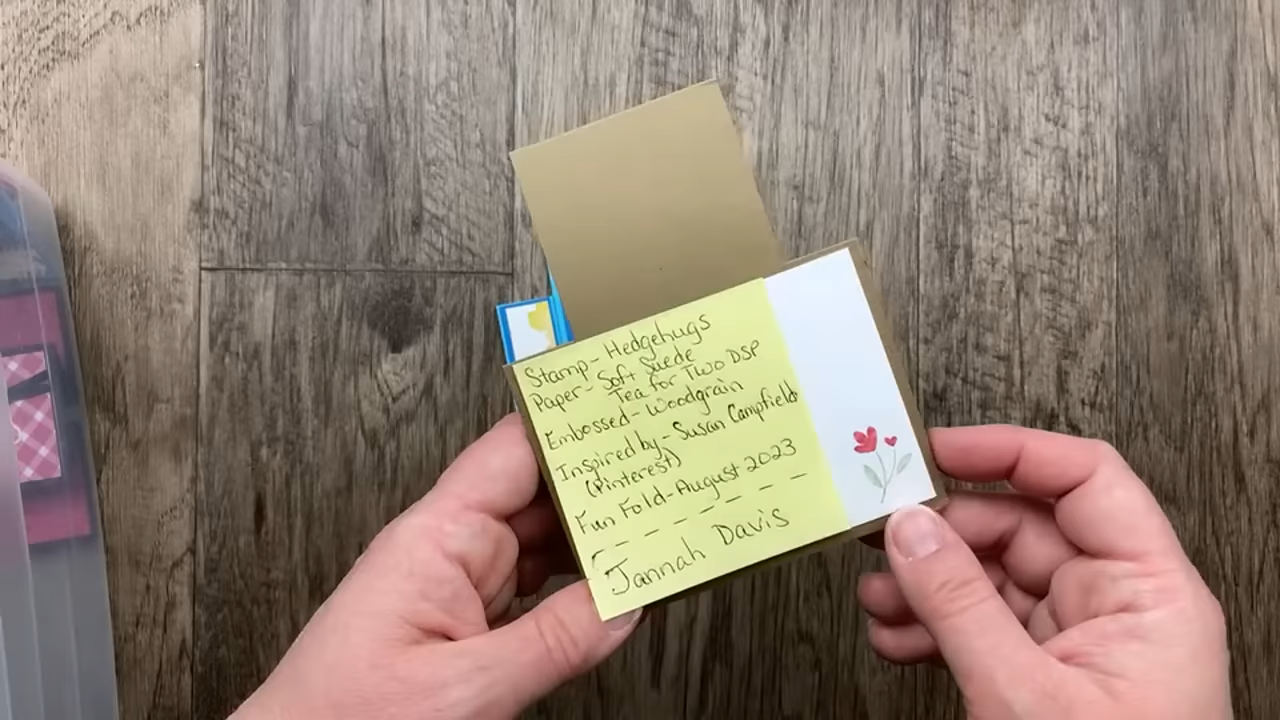 Stamp - Hedgehugs
Paper - Soft Suede
Tea for Two DSP
Embossed - Woodgrain
Inspired by - Susan Campfield
(Pinterest)
Fun Fold - August 2023
Jannah Davis